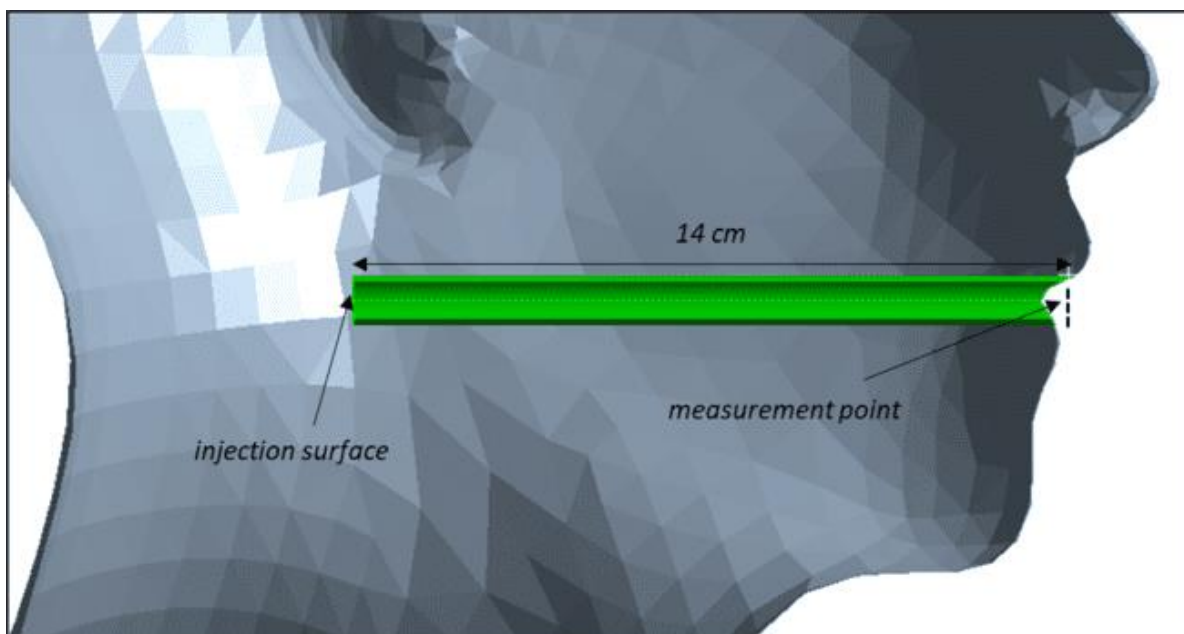 14 cm
measurement point
injection surface